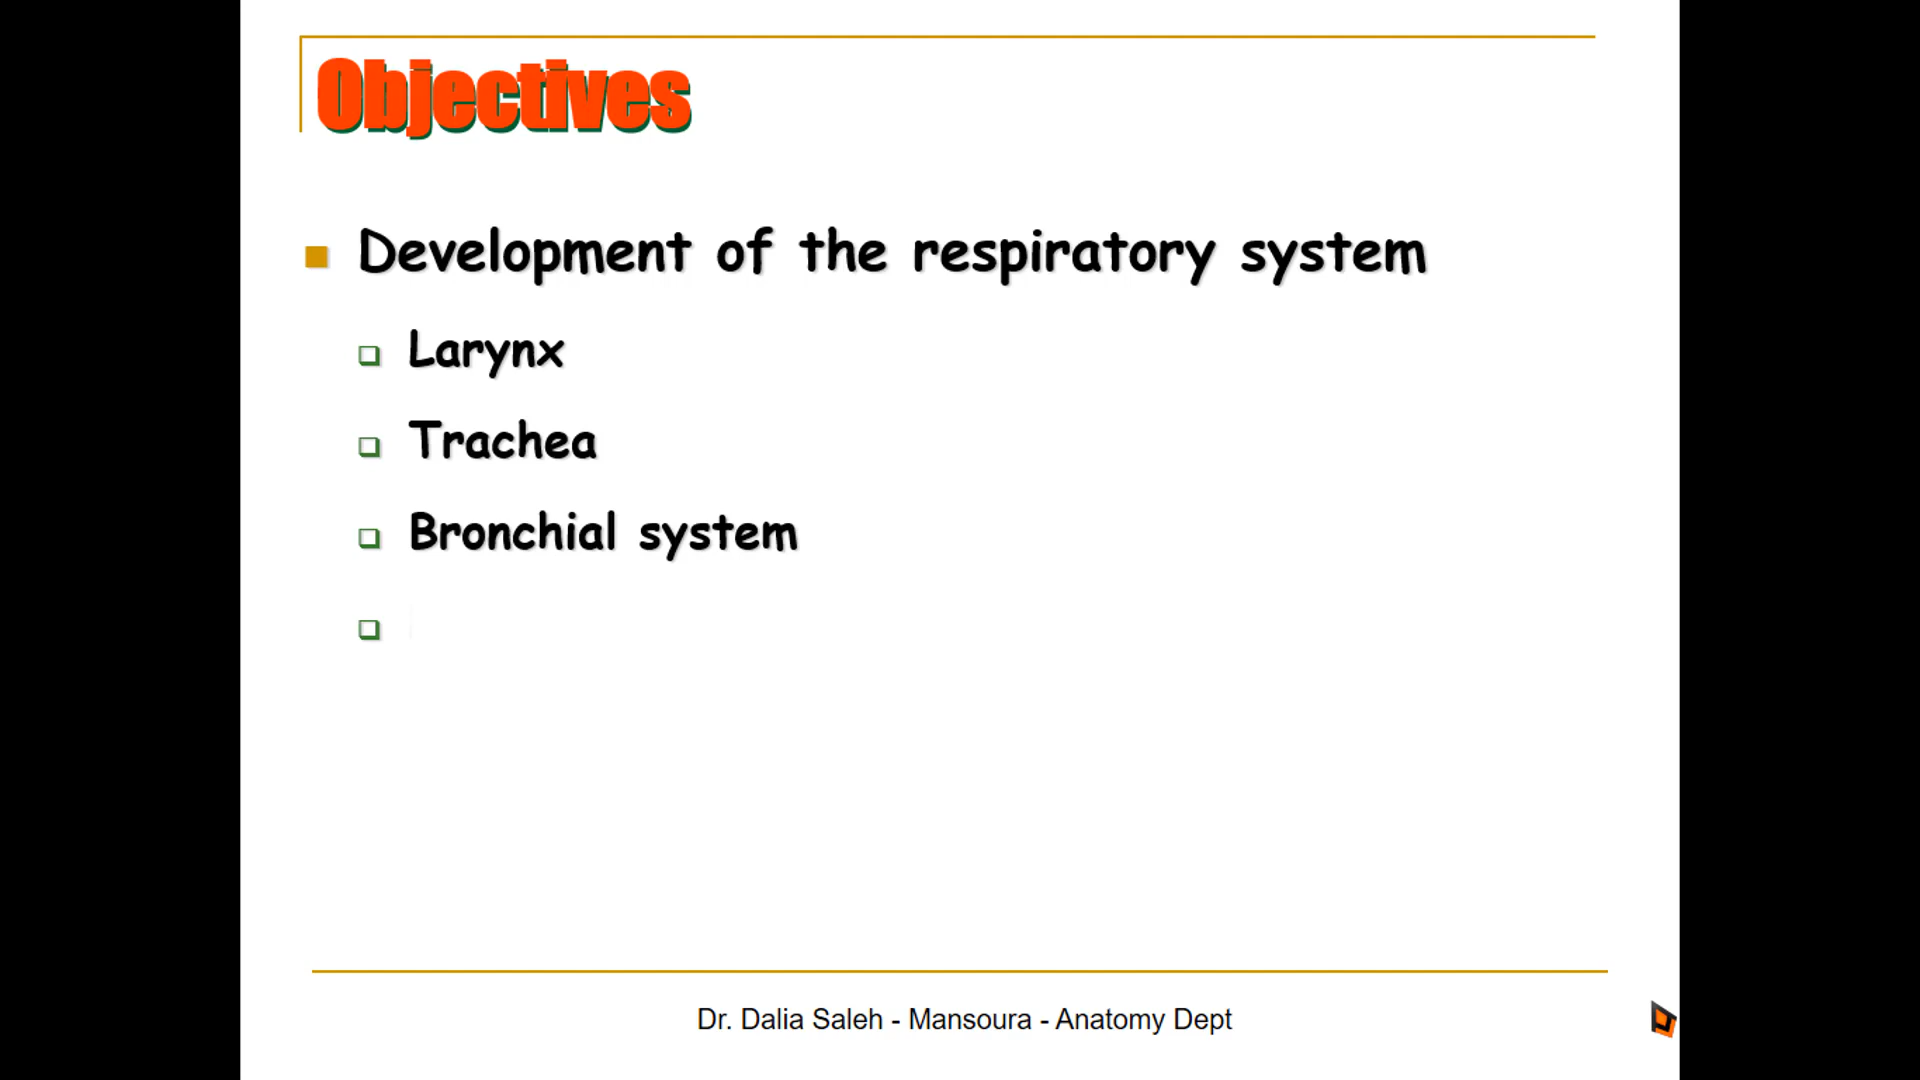 Objectives
Development of the respiratory system
Larynx
Trachea
Bronchial system
Dr. Dalia Saleh - Mansoura - Anatomy Dept